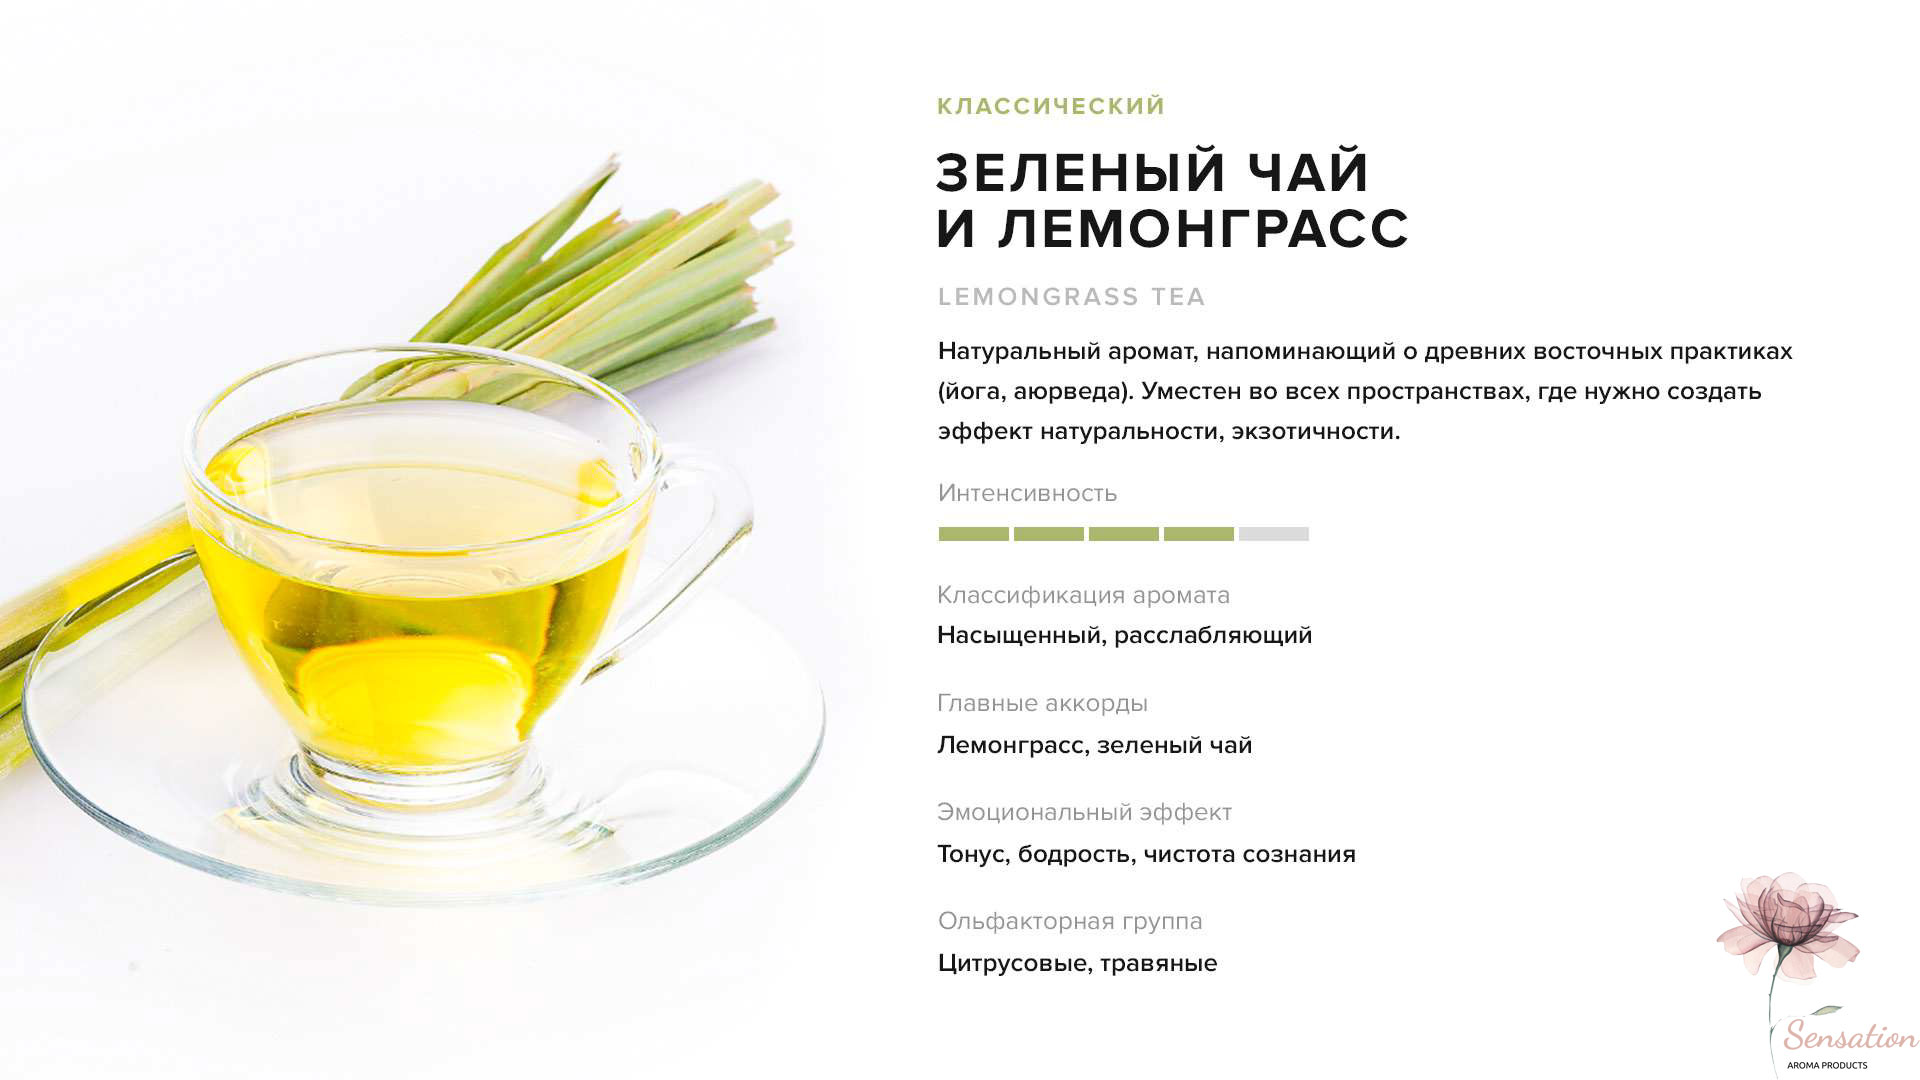 КЛАССИЧЕСКИЙ
ЗЕЛЕНЫЙ ЧАЙ
И ЛЕМОНГРАСС
LEMONGRASS TEA
Натуральный аромат, напоминающий о древних восточных практиках
(йога, аюрведа). Уместен во всех пространствах, где нужно создать
эффект натуральности, экзотичности.
Интенсивность
Классификация аромата
Насыщенный, расслабляющий
Главные аккорды
Лемонграсс, зеленый чай
Эмоциональный эффект
Тонус, бодрость, чистота сознания
Ольфакторная группа
Цитрусовые, травяные
Sensation
AROMA PRODUCTS